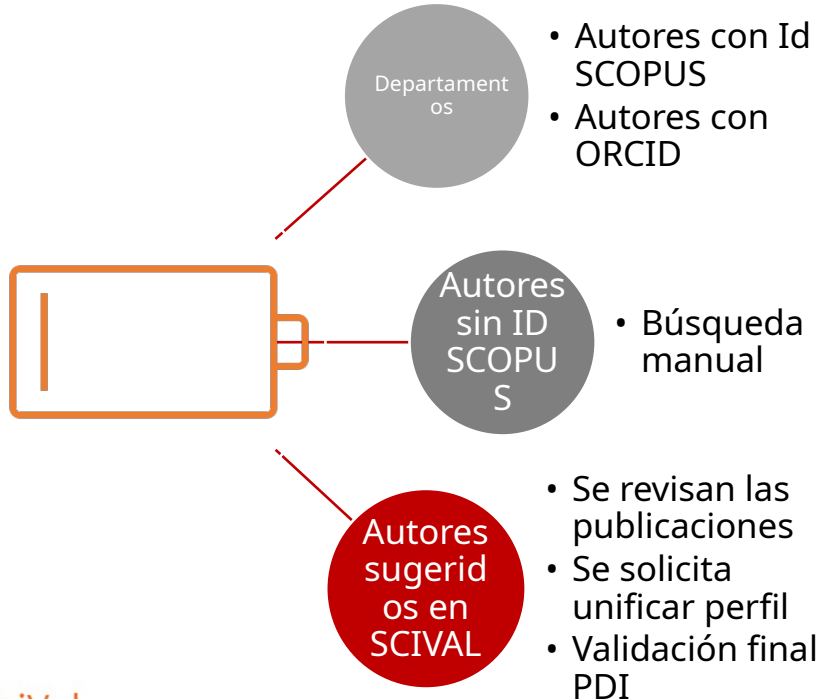 Departament
os
• Autores con Id
SCOPUS
• Autores con
ORCID
Autores
sin ID
SCOPU
S
• Búsqueda
manual
Autores
sugerid
os en
SCIVAL
• Se revisan las
publicaciones
• Se solicita
unificar perfil
• Validación final
PDI